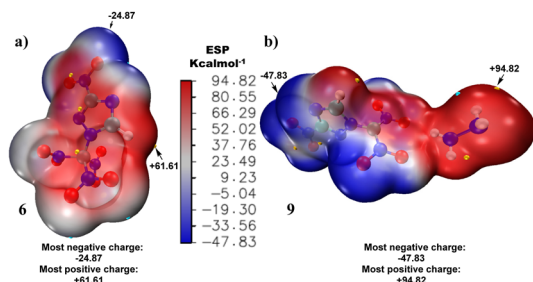 -24.87
a)
ESP
Kcalmol-1
b)
+94.82
-47.83
94.82
80.55
66.29
52.02
37.76
23.49
9.23
-5.04
-19.30
-33.56
-47.83
+61.61
6
9
Most negative charge:
-24.87
Most positive charge:
+61.61
Most negative charge:
-47.83
Most positive charge:
+94.82